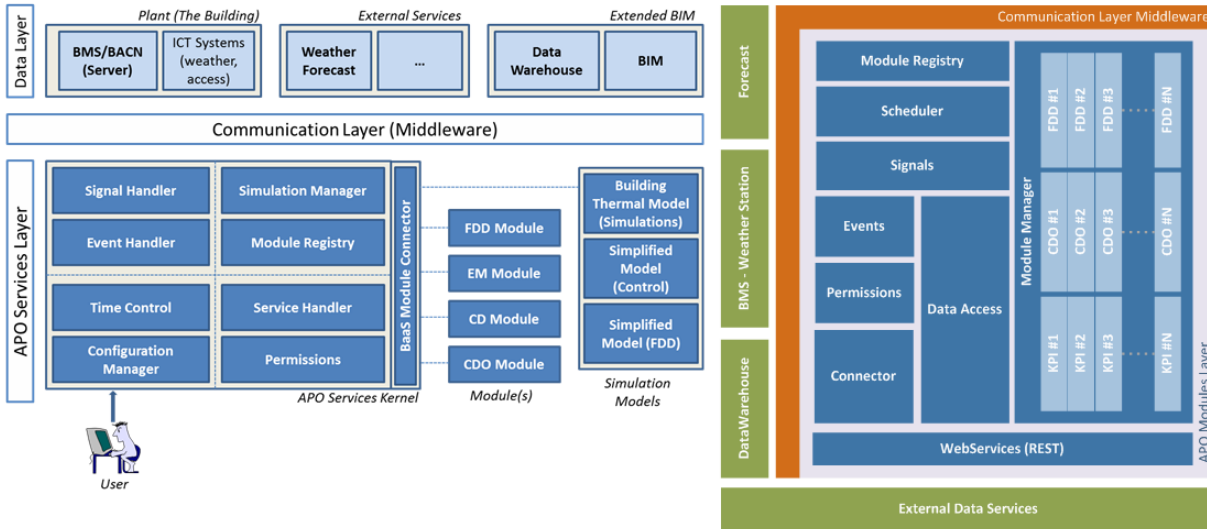 Plant (The Building)
External Services
Extended BIM
Data Layer
BMS/BACN
(Server)
ICT Systems
(weather,
access)
Weather
Forecast
...
Data
Warehouse
BIM
Communication Layer (Middleware)
APO Services Layer
Signal Handler
Simulation Manager
Event Handler
Module Registry
Time Control
Service Handler
Configuration
Manager
Permissions
BaaS Module Connector
APO Services Kernel
FDD Module
EM Module
CD Module
CDO Module
Module(s)
Building
Thermal Model
(Simulations)
Simplified
Model
(Control)
Simplified
Model (FDD)
Simulation
Models
User
Communication Layer Middleware
Forecast
BMS - Weather Station
DataWarehouse
Module Registry
Scheduler
Signals
Events
Permissions
Connector
Data Access
Module Manager
FDD #1
FDD #2
FDD #3
FDD #N
CDO #1
CDO #2
CDO #3
CDO #N
KPI #1
KPI #2
KPI #3
KPI #N
WebServices (REST)
APO Modules Layer
External Data Services